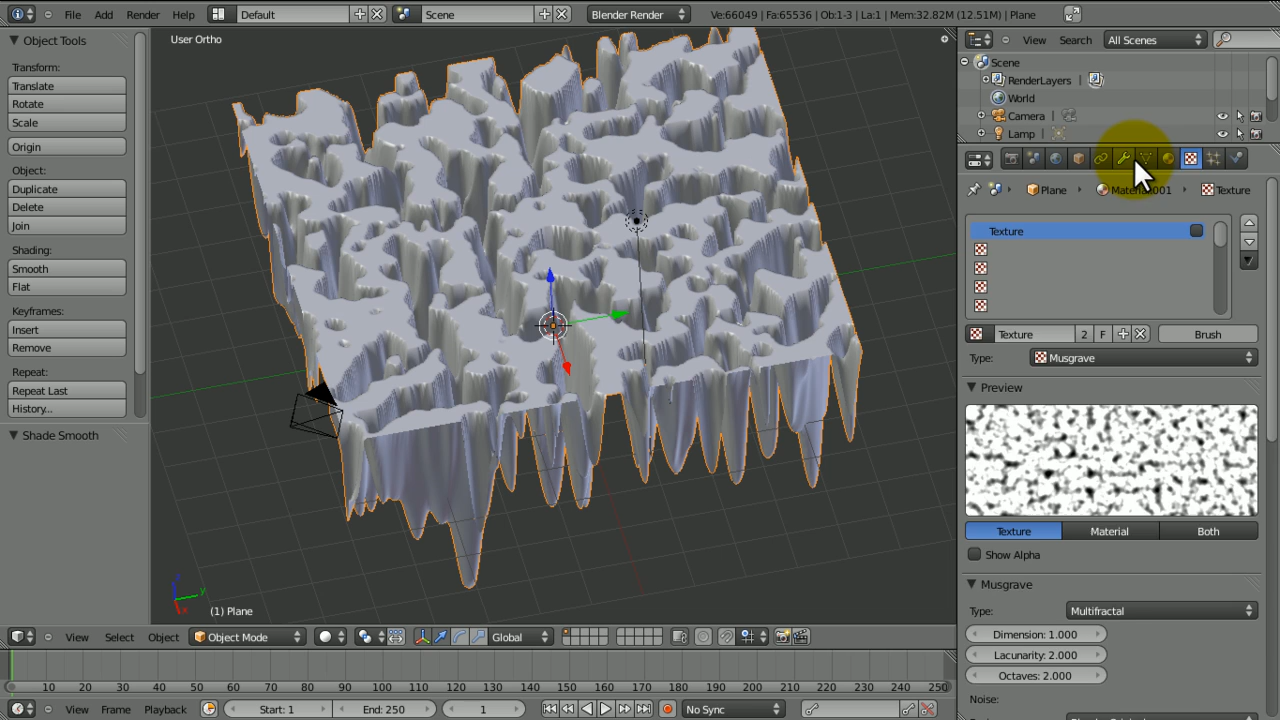 File Add Render Help Default Scene Blender Render Ve:66049 | Fa:65536 | Ob:1-3 | La:1 | Mem:32.82M (12.51M) | Plane
Object Tools
Transform:
Translate
Rotate
Scale
Origin
Object:
Duplicate
Delete
Join
Shading:
Smooth
Flat
Keyframes:
Insert
Remove
Repeat:
Repeat Last
History...
Shade Smooth
User Ortho
z
y
x
(1) Plane
View Select Object Object Mode Global
10 20 30 40 50 60 70 80 90 100 110 120 130 140 150 160 170 180 190 200 210 220 230 240 250
View Frame Playback Start: 1 End: 250 1 No Sync
View Search All Scenes
Scene
RenderLayers |
World
Camera |
Lamp |
Plane Material.001 Texture
Texture
Texture 2 F Brush
Type: Musgrave
Preview
Texture Material Both
Show Alpha
Musgrave
Type: Multifractal
Dimension: 1.000
Lacunarity: 2.000
Octaves: 2.000
Noise: